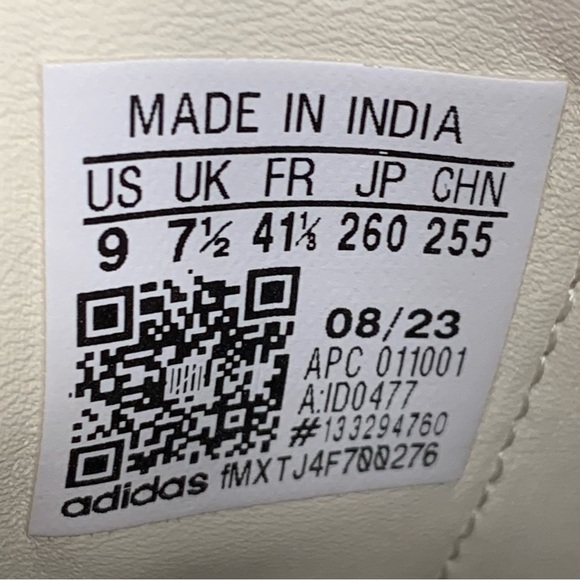 MADE IN INDIA
US UK FR JP CHN
9 7½ 41⅓ 260 255
08/23
APC 011001
A:ID0477
#133294760
adidas fMXTJ4F700276